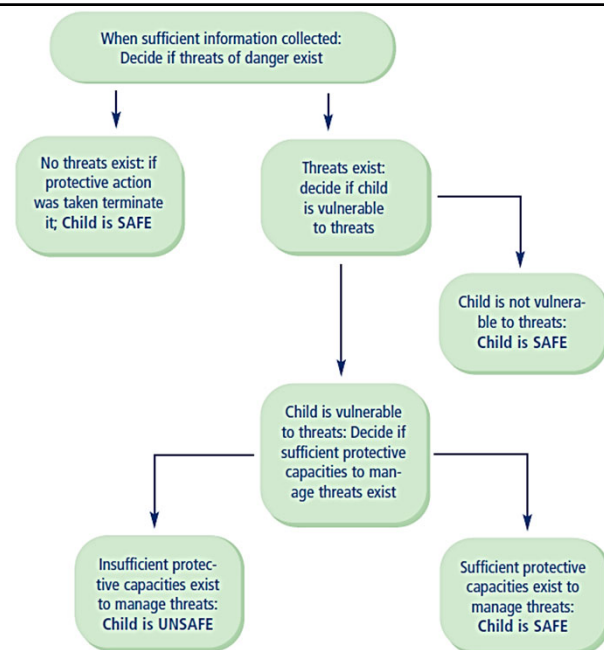 When sufficient information collected:
Decide if threats of danger exist
No threats exist: if
protective action
was taken terminate
it; Child is SAFE
Threats exist:
decide if child
is vulnerable
to threats
Child is not vulnera-
ble to threats:
Child is SAFE
Child is vulnerable
to threats: Decide if
sufficient protective
capacities to man-
age threats exist
Insufficient protec-
tive capacities exist
to manage threats:
Child is UNSAFE
Sufficient protective
capacities exist to
manage threats:
Child is SAFE